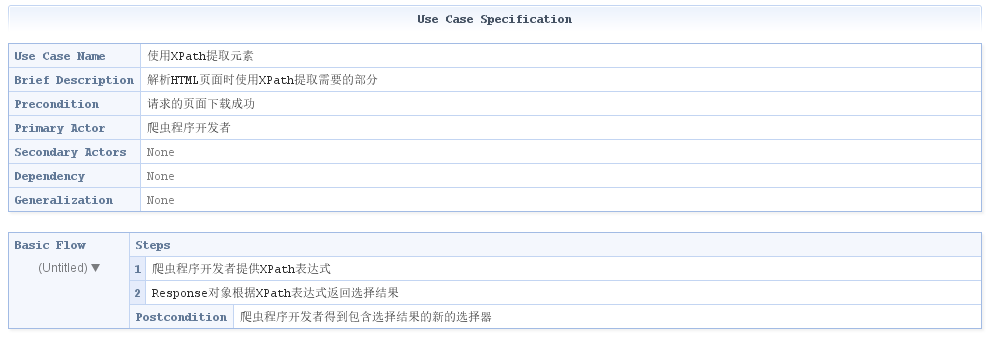 Use Case Specification
Use Case Name 使用XPath提取元素
Brief Description 解析HTML页面时使用XPath提取需要的部分
Precondition 请求的页面下载成功
Primary Actor 爬虫程序开发者
Secondary Actors None
Dependency None
Generalization None
Basic Flow Steps
(Untitled) ▼ 1 爬虫程序开发者提供XPath表达式
2 Response对象根据XPath表达式返回选择结果
Postcondition 爬虫程序开发者得到包含选择结果的新的选择器